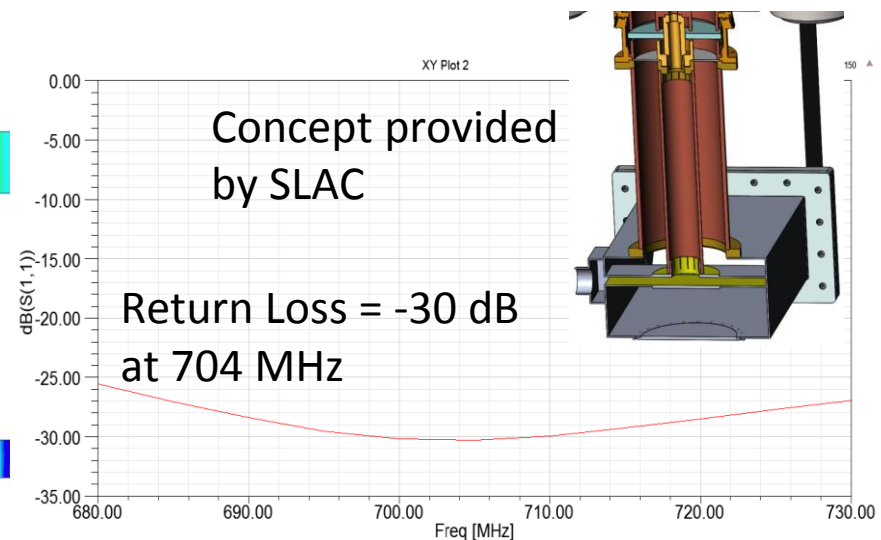 XY Plot 2
150
Concept provided
by SLAC
Return Loss = -30 dB
at 704 MHz
dB(S(1,1))
0.00
-5.00
-10.00
-15.00
-20.00
-25.00
-30.00
-35.00
680.00 690.00 700.00 710.00 720.00 730.00
Freq [MHz]